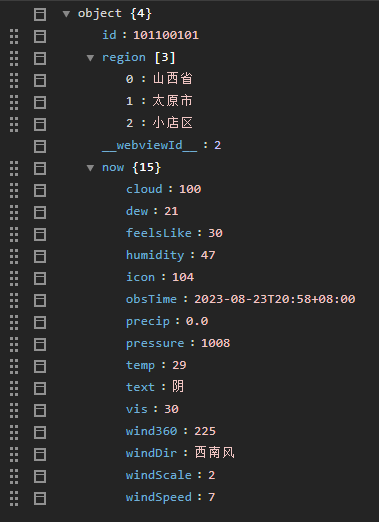 object {4}
id : 101100101
region [3]
0 : 山西省
1 : 太原市
2 : 小店区
__webviewId__ : 2
now {15}
cloud : 100
dew : 21
feelsLike : 30
humidity : 47
icon : 104
obsTime : 2023-08-23T20:58+08:00
precip : 0.0
pressure : 1008
temp : 29
text : 阴
vis : 30
wind360 : 225
windDir : 西南风
windScale : 2
windSpeed : 7